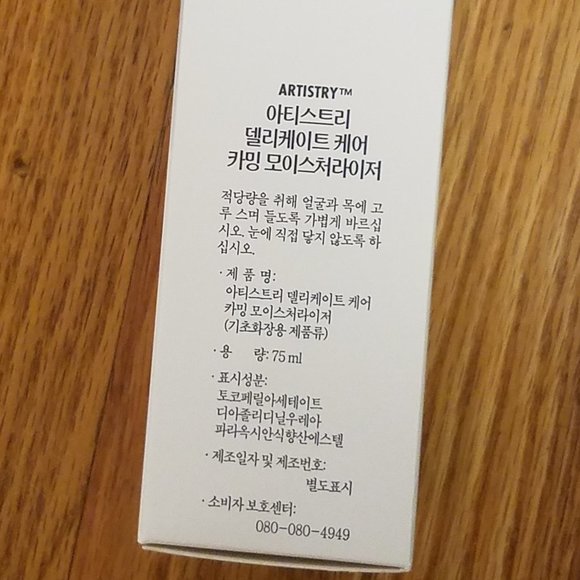 ARTISTRY™
아티스트리
델리케이트 케어
카밍 모이스처라이저
적당량을 취해 얼굴과 목에 고
루 스며 들도록 가볍게 바르십
시오. 눈에 직접 닿지 않도록 하
십시오.
· 제 품 명:
아티스트리 델리케이트 케어
카밍 모이스처라이저
(기초화장용 제품류)
· 용 량: 75 ml
· 표시성분:
토코페릴아세테이트
디아졸리디닐우레아
파라옥시안식향산에스텔
· 제조일자 및 제조번호:
별도표시
· 소비자 보호센터:
080-080-4949